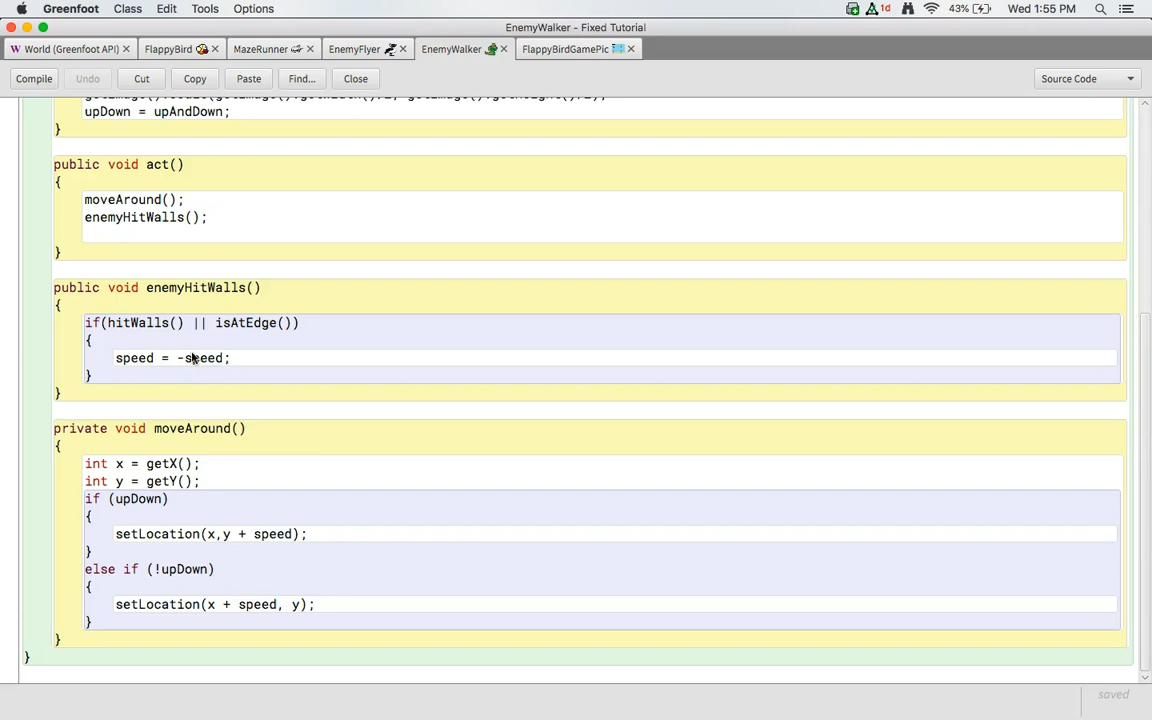 Greenfoot Class Edit Tools Options 1d 43% Wed 1:55 PM
EnemyWalker - Fixed Tutorial
World (Greenfoot API) FlappyBird MazeRunner EnemyFlyer EnemyWalker FlappyBirdGamePic
Compile Undo Cut Copy Paste Find... Close Source Code
upDown = upAndDown;
}
public void act()
{
moveAround();
enemyHitWalls();
}
public void enemyHitWalls()
{
if(hitWalls() || isAtEdge())
{
speed = -speed;
}
}
private void moveAround()
{
int x = getX();
int y = getY();
if (upDown)
{
setLocation(x,y + speed);
}
else if (!upDown)
{
setLocation(x + speed, y);
}
}
}
saved